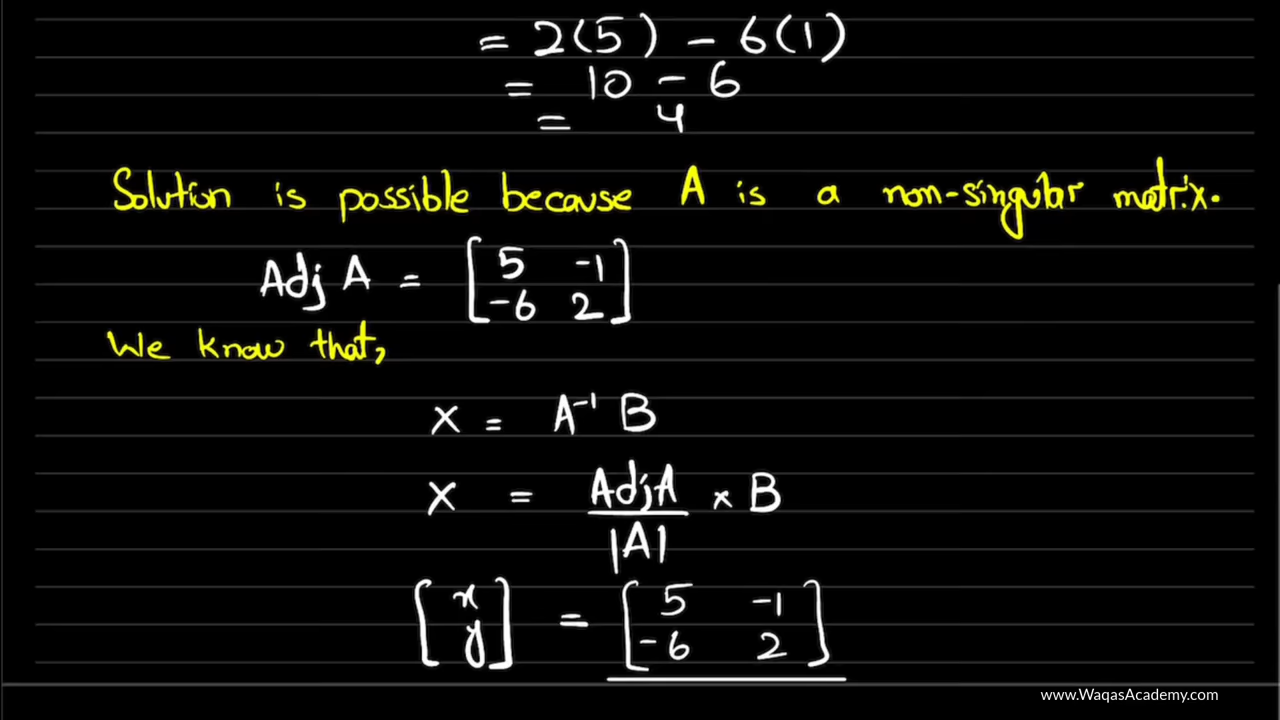 = 2(5) - 6(1)
= 10 - 6
= 4
Solution is possible because A is a non-singular matrix.
Adj A = [5 -1
-6 2]
We know that,
X = A⁻¹ B
X = AdjA / |A| × B
[x
y] = [5 -1
-6 2]
www.WaqasAcademy.com